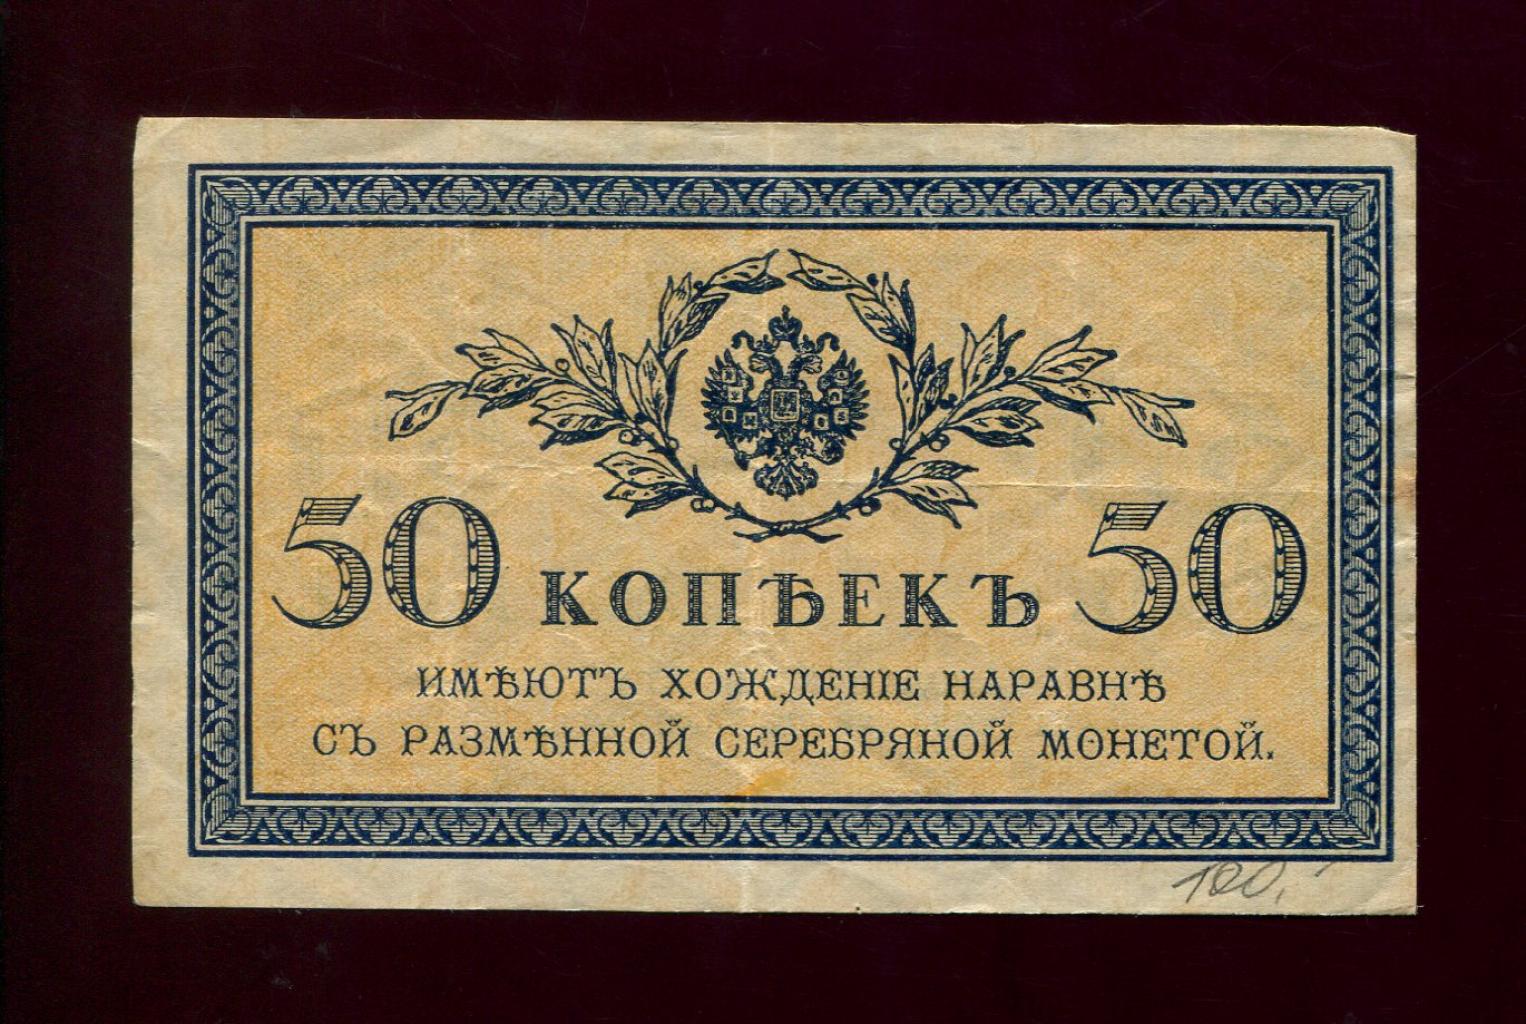 50 КОПѢЕКЪ 50
ИМѢЮТЪ ХОЖДЕНІЕ НАРАВНѢ
СЪ РАЗМѢННОЙ СЕРЕБРЯНОЙ МОНЕТОЙ.
100.-